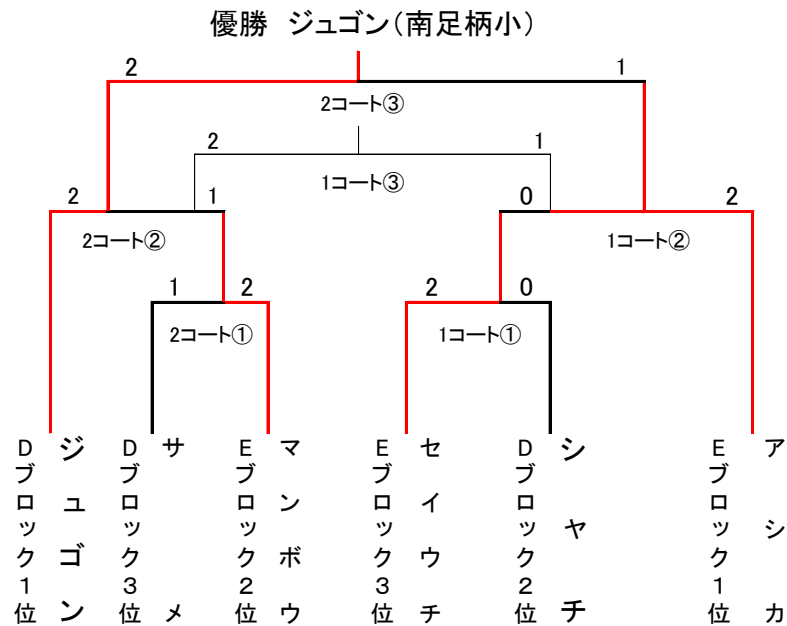 優勝 ジュゴン(南足柄小)
2
1
2コート③
2
1
1コート③
2
1
0
2
2コート②
1コート②
1
2
2
0
2コート①
1コート①
Dブロック1位
ジュゴン
Dブロック3位
サメ
Eブロック2位
マンボウ
Eブロック3位
セイウチ
Dブロック2位
シャチ
Eブロック1位
アシカ